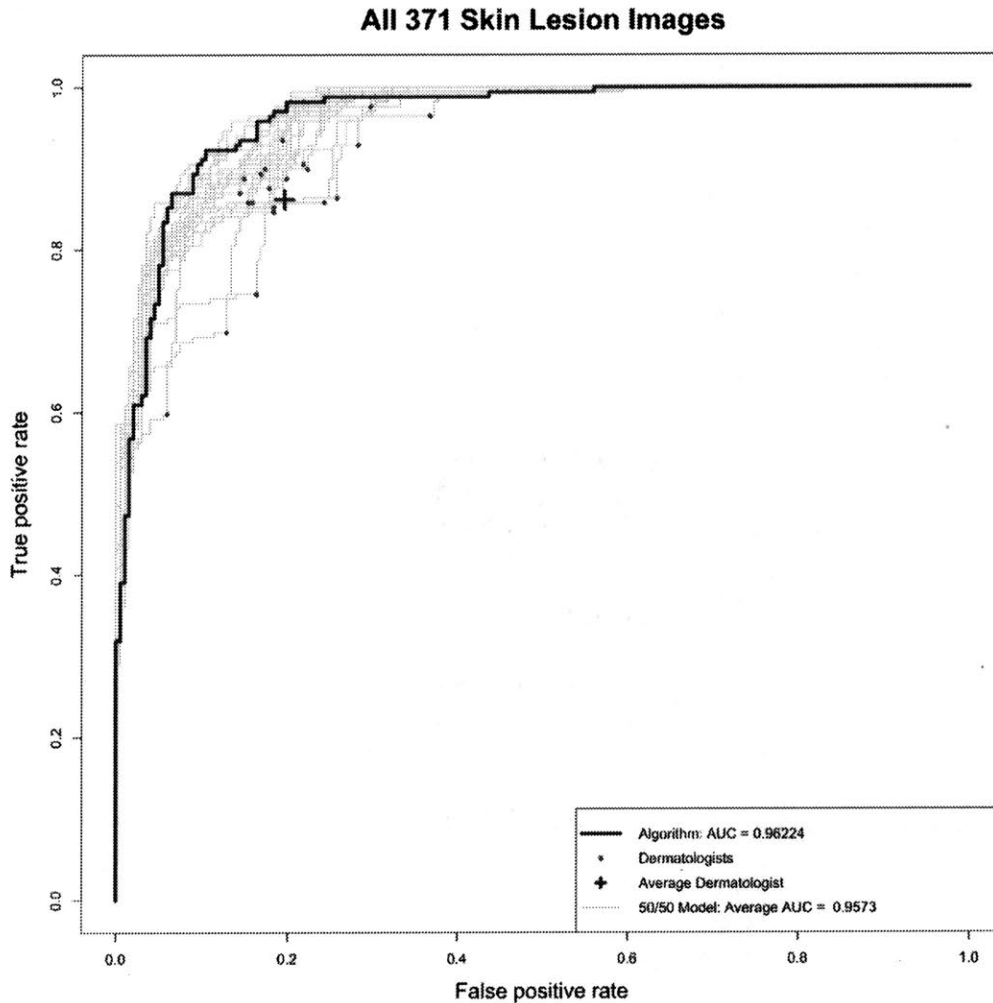 All 371 Skin Lesion Images
True positive rate
1.0
0.8
0.6
0.4
0.2
0.0
Algorithm: AUC = 0.96224
Dermatologists
Average Dermatologist
50/50 Model: Average AUC = 0.9573
0.0 0.2 0.4 0.6 0.8 1.0
False positive rate